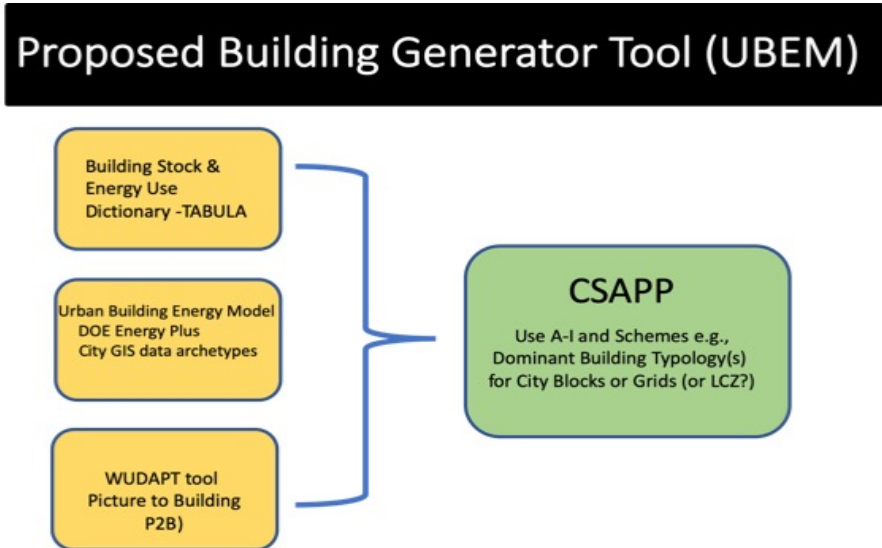 Proposed Building Generator Tool (UBEM)
Building Stock &
Energy Use
Dictionary -TABULA
Urban Building Energy Model
DOE Energy Plus
City GIS data archetypes
WUDAPT tool
Picture to Building
P2B)
CSAPP
Use A-I and Schemes e.g.,
Dominant Building Typology(s)
for City Blocks or Grids (or LCZ?)